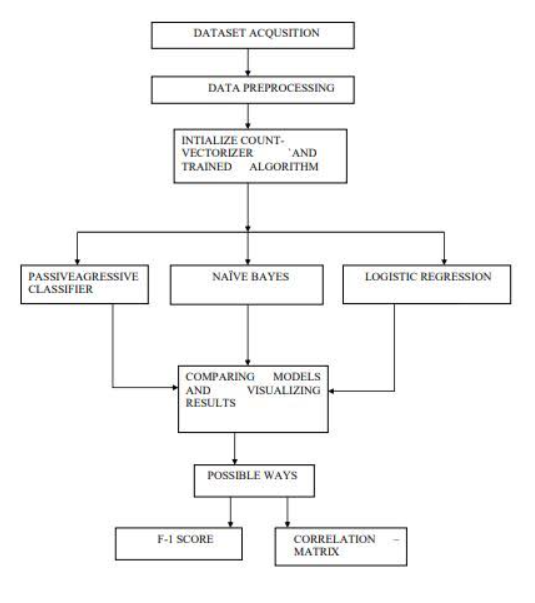 DATASET ACQUSITION
DATA PREPROCESSING
INTIALIZE COUNT-
VECTORIZER `AND
TRAINED ALGORITHM
PASSIVEAGRESSIVE
CLASSIFIER
NAÏVE BAYES
LOGISTIC REGRESSION
COMPARING MODELS
AND VISUALIZING
RESULTS
POSSIBLE WAYS
F-1 SCORE
CORRELATION –
MATRIX